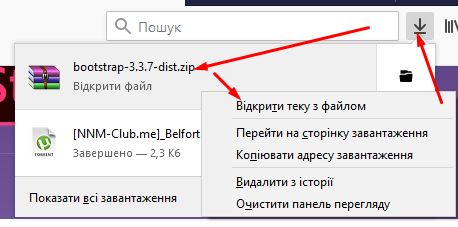 Пошук
bootstrap-3.3.7-dist.zip
Відкрити файл
[NNM-Club.me]_Belfort
Завершено — 2,3 Кб
TORRENT
Показати всі завантаження
Відкрити теку з файлом
Перейти на сторінку завантаження
Копіювати адресу завантаження
Видалити з історії
Очистити панель перегляду